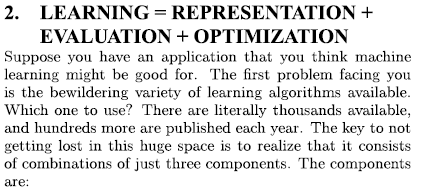 2. LEARNING = REPRESENTATION +
EVALUATION + OPTIMIZATION
Suppose you have an application that you think machine
learning might be good for. The first problem facing you
is the bewildering variety of learning algorithms available.
Which one to use? There are literally thousands available,
and hundreds more are published each year. The key to not
getting lost in this huge space is to realize that it consists
of combinations of just three components. The components
are: